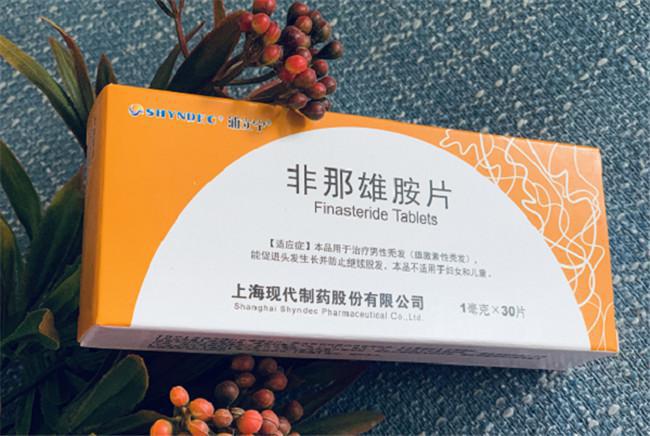 SHYNDEC®
非那雄胺片
Finasteride Tablets
【适应症】本品用于治疗男性秃发（雄激素性秃发），
能促进头发生长并防止继续脱发。本品不适用于妇女和儿童。
上海现代制药股份有限公司
Shanghai Shyndec Pharmaceutical Co.,Ltd.
1毫克×30片